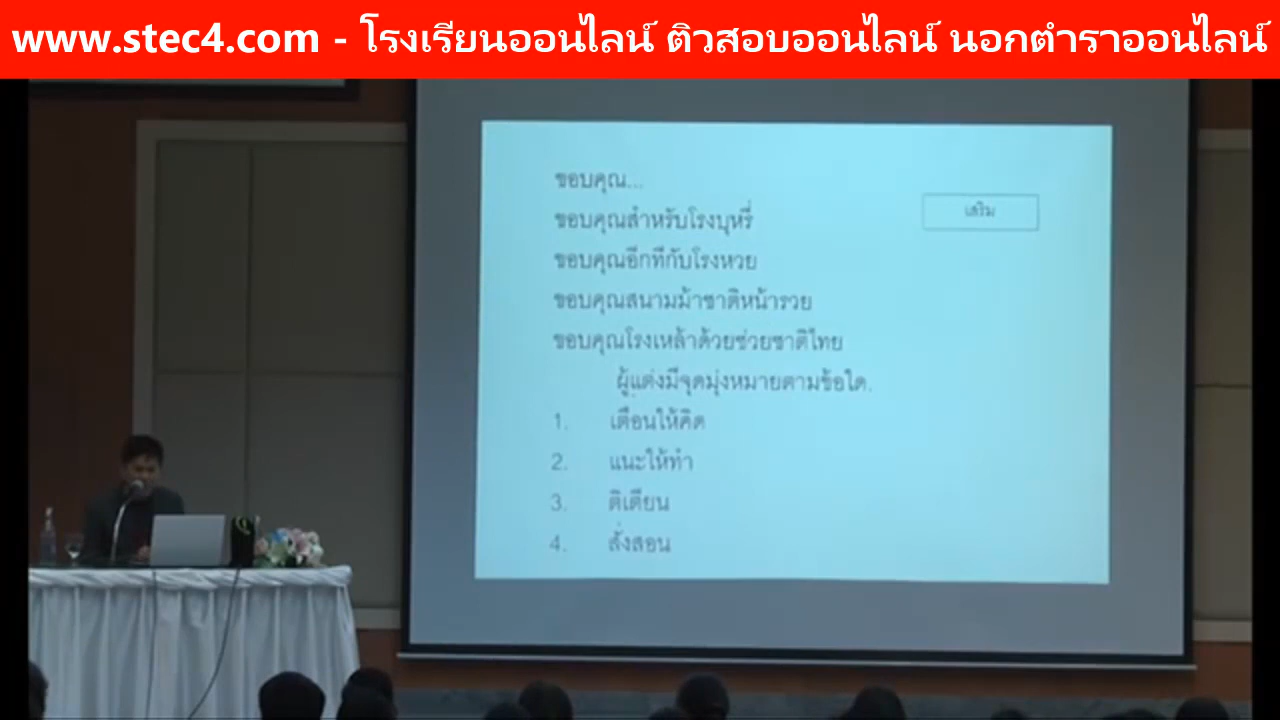 www.stec4.com - โรงเรียนออนไลน์ ติวสอบออนไลน์ นอกตำราออนไลน์
ขอบคุณ...
เสริม
ขอบคุณสำหรับโรงบุหรี่
ขอบคุณอีกทีกับโรงหวย
ขอบคุณสนามม้าชาติหน้ารวย
ขอบคุณโรงเหล้าด้วยช่วยชาติไทย
ผู้แต่งมีจุดมุ่งหมายตามข้อใด.
1. เตือนให้คิด
2. แนะให้ทำ
3. ติเตียน
4. สั่งสอน